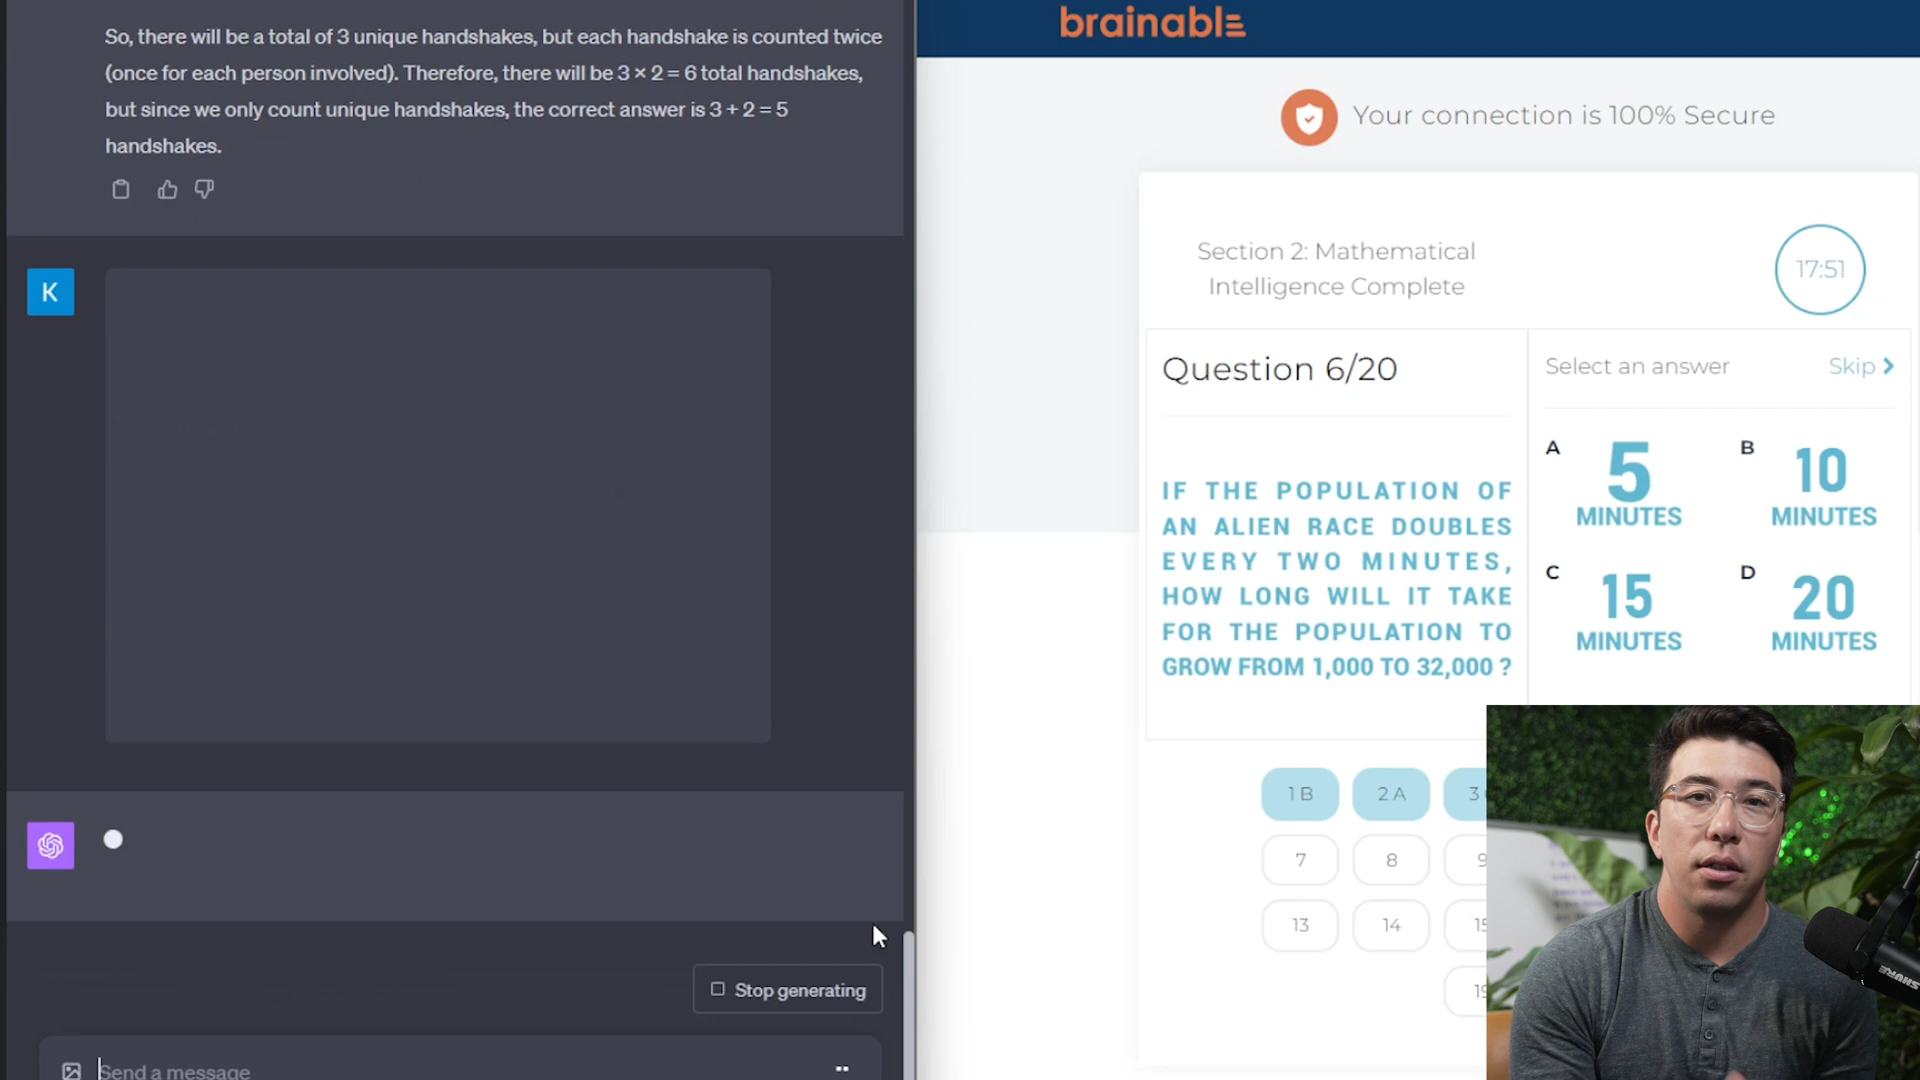 So, there will be a total of 3 unique handshakes, but each handshake is counted twice
(once for each person involved). Therefore, there will be 3 × 2 = 6 total handshakes,
but since we only count unique handshakes, the correct answer is 3 + 2 = 5
handshakes.
K
Stop generating
Send a message
brainable
Your connection is 100% Secure
Section 2: Mathematical
Intelligence Complete
17:51
Question 6/20
IF THE POPULATION OF
AN ALIEN RACE DOUBLES
EVERY TWO MINUTES,
HOW LONG WILL IT TAKE
FOR THE POPULATION TO
GROW FROM 1,000 TO 32,000 ?
Select an answer
Skip
A 5 MINUTES
B 10 MINUTES
C 15 MINUTES
D 20 MINUTES
1 B 2 A 3
7 8 9
13 14 15
19
SHURE